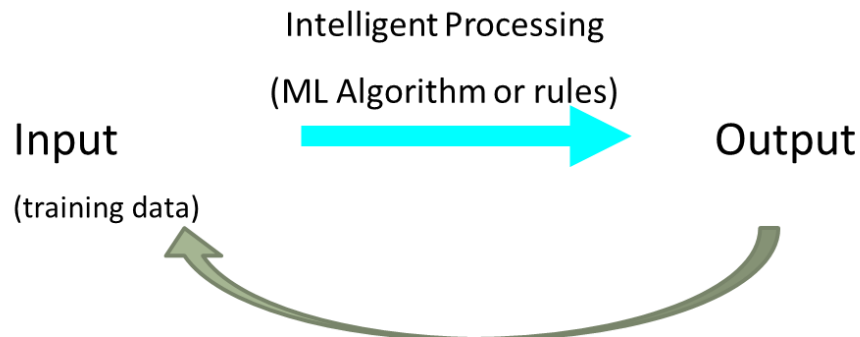 Intelligent Processing
(ML Algorithm or rules)
Input
Output
(training data)